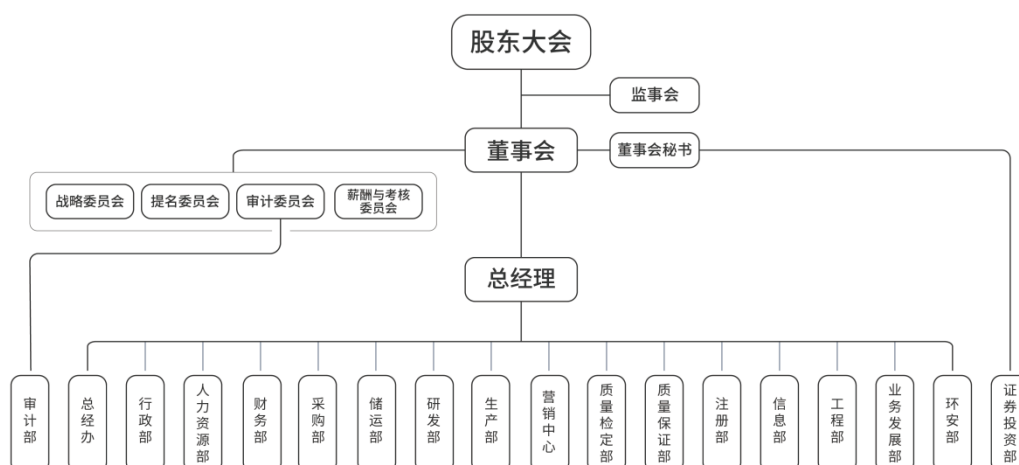 股东大会
监事会
董事会
董事会秘书
战略委员会
提名委员会
审计委员会
薪酬与考核
委员会
总经理
审计部
总经办
行政部
人力资源部
财务部
采购部
储运部
研发部
生产部
营销中心
质量检定部
质量保证部
注册部
信息部
工程部
业务发展部
环安部
证券投资部